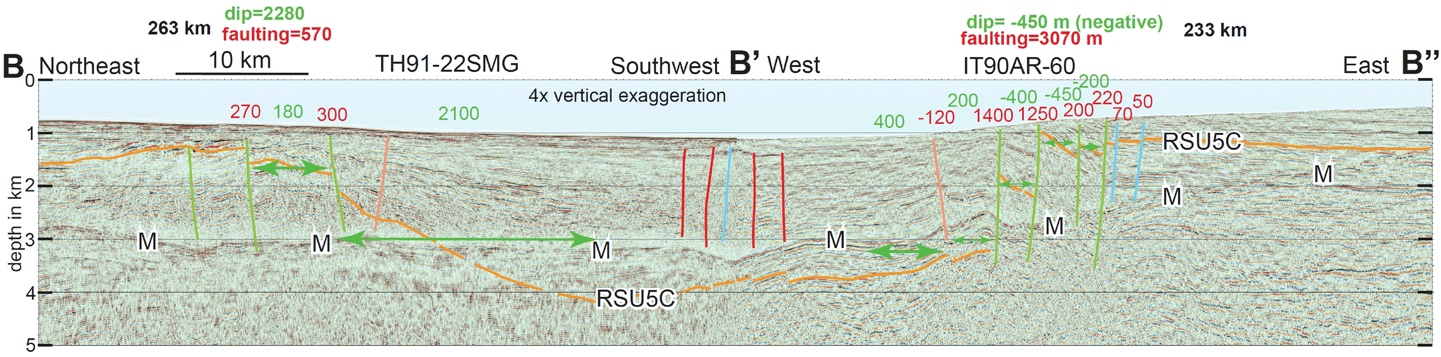 dip=2280
263 km
faulting=570
dip= -450 m (negative)
faulting=3070 m
233 km
B Northeast
10 km
TH91-22SMG
Southwest B' West
IT90AR-60
East B''
0
4x vertical exaggeration
270 180 300 2100
400 -120 200 1400 -400 1250 -450 200 -200 220 70 50
1
RSU5C
M
2
M
M
M
3
M
M
M
M
4
RSU5C
5
depth in km